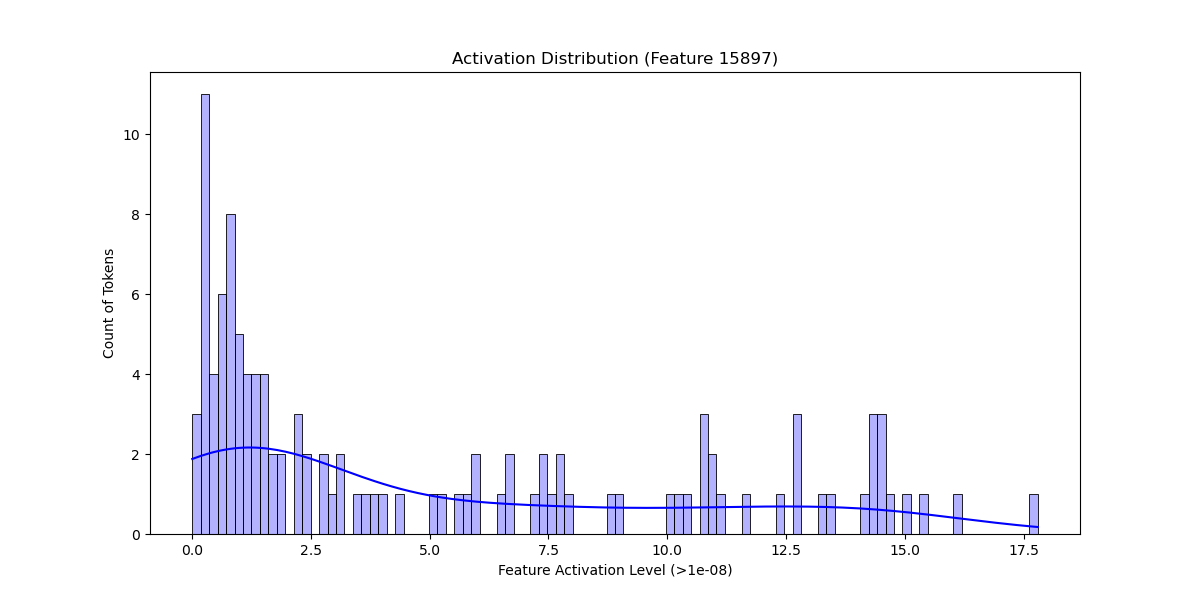 Activation Distribution (Feature 15897)
Count of Tokens
10
8
6
4
2
0
0.0 2.5 5.0 7.5 10.0 12.5 15.0 17.5
Feature Activation Level (>1e-08)